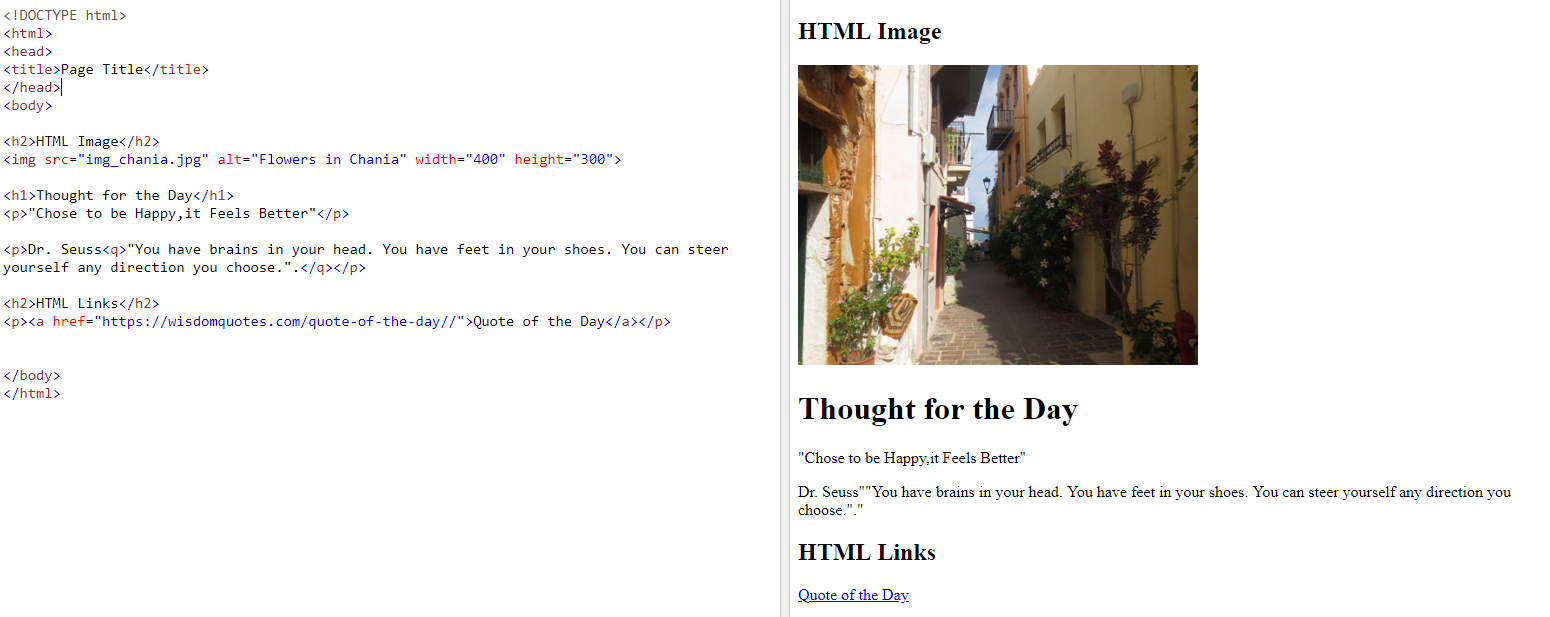 <!DOCTYPE html>
<html>
<head>
<title>Page Title</title>
</head>
<body>
<h2>HTML Image</h2>
<img src="img_chania.jpg" alt="Flowers in Chania" width="400" height="300">
<h1>Thought for the Day</h1>
<p>"Chose to be Happy,it Feels Better"</p>
<p>Dr. Seuss<q>"You have brains in your head. You have feet in your shoes. You can steer
yourself any direction you choose.".</q></p>
<h2>HTML Links</h2>
<p><a href="https://wisdomquotes.com/quote-of-the-day//">Quote of the Day</a></p>
</body>
</html>
HTML Image
Thought for the Day
"Chose to be Happy,it Feels Better"
Dr. Seuss""You have brains in your head. You have feet in your shoes. You can steer yourself any direction you
choose."."
HTML Links
Quote of the Day